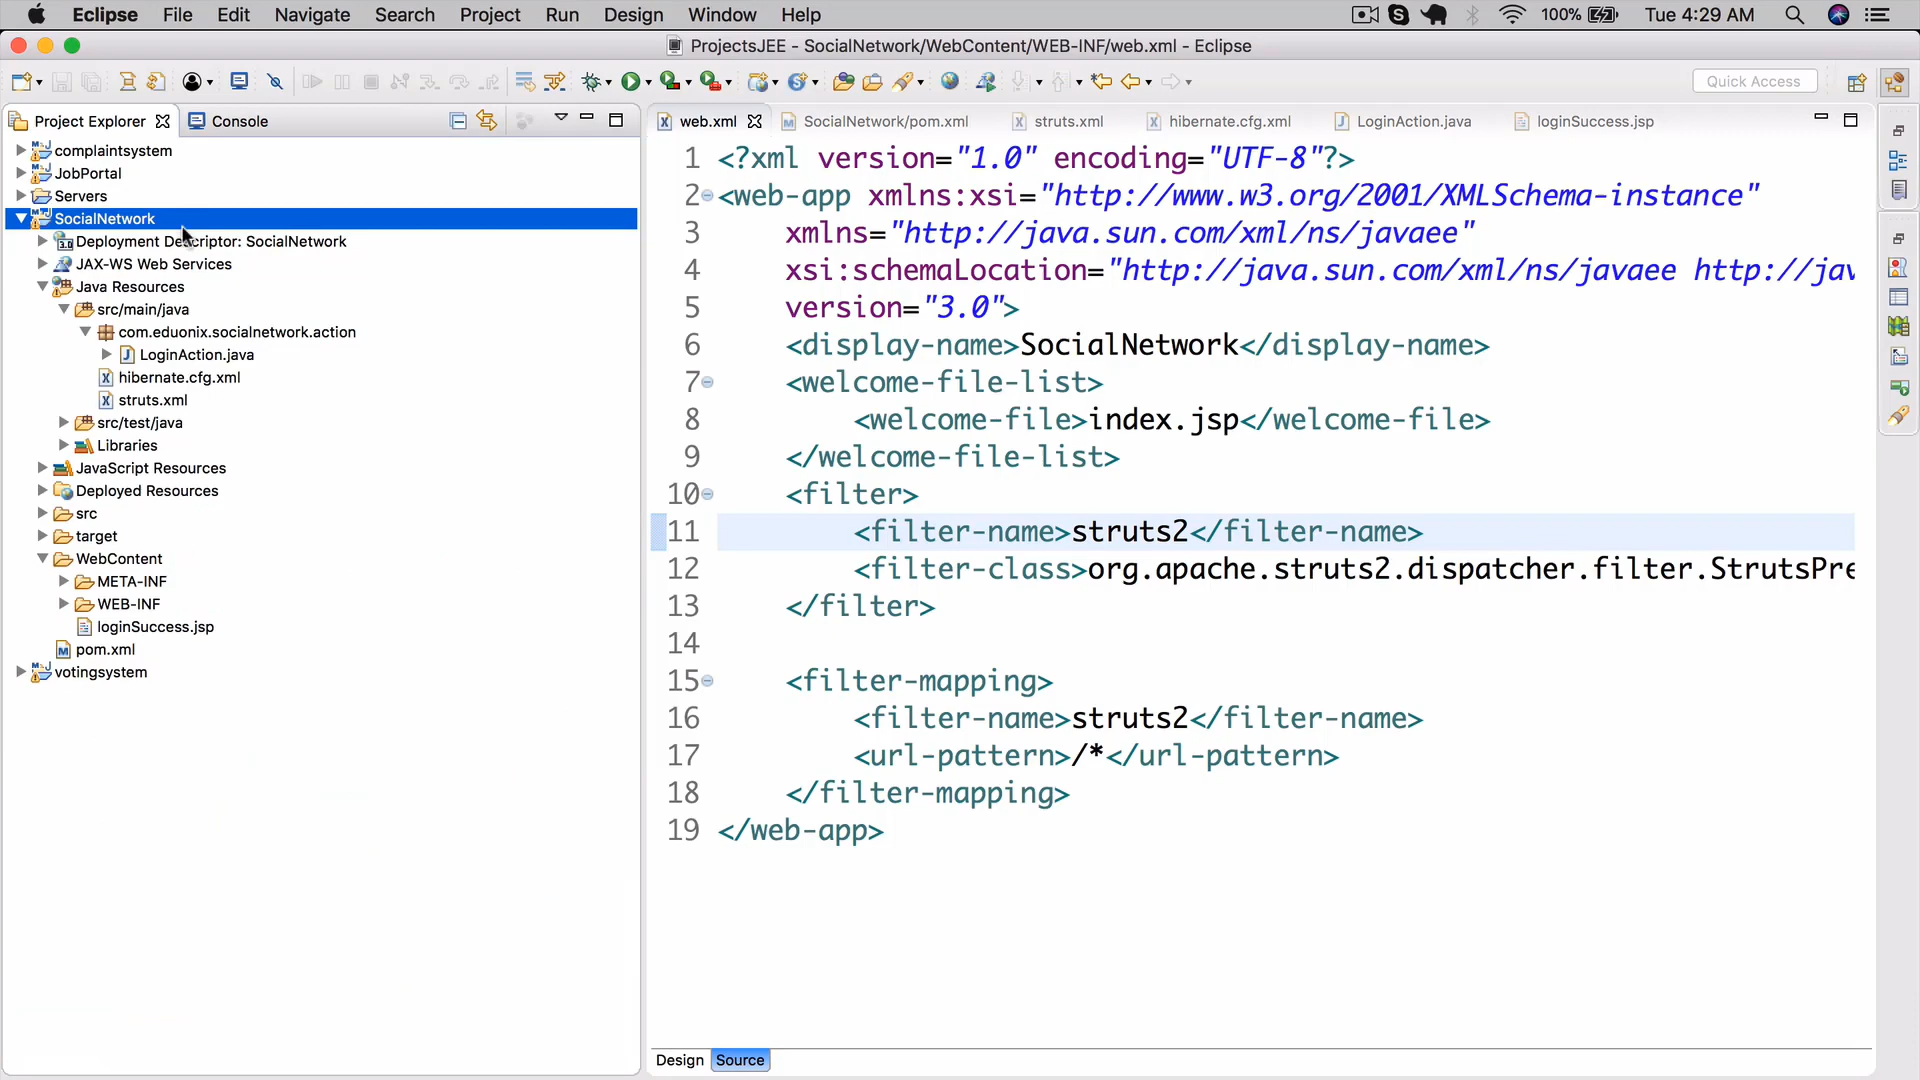 Eclipse File Edit Navigate Search Project Run Design Window Help 100% Tue 4:29 AM
ProjectsJEE - SocialNetwork/WebContent/WEB-INF/web.xml - Eclipse
Quick Access
Project Explorer Console
web.xml SocialNetwork/pom.xml struts.xml hibernate.cfg.xml LoginAction.java loginSuccess.jsp
complaintsystem
JobPortal
Servers
SocialNetwork
Deployment Descriptor: SocialNetwork
JAX-WS Web Services
Java Resources
src/main/java
com.eduonix.socialnetwork.action
LoginAction.java
hibernate.cfg.xml
struts.xml
src/test/java
Libraries
JavaScript Resources
Deployed Resources
src
target
WebContent
META-INF
WEB-INF
loginSuccess.jsp
pom.xml
votingsystem
1 <?xml version="1.0" encoding="UTF-8"?>
2 <web-app xmlns:xsi="http://www.w3.org/2001/XMLSchema-instance"
3 xmlns="http://java.sun.com/xml/ns/javaee"
4 xsi:schemaLocation="http://java.sun.com/xml/ns/javaee http://jav
5 version="3.0">
6 <display-name>SocialNetwork</display-name>
7 <welcome-file-list>
8 <welcome-file>index.jsp</welcome-file>
9 </welcome-file-list>
10 <filter>
11 <filter-name>struts2</filter-name>
12 <filter-class>org.apache.struts2.dispatcher.filter.StrutsPre
13 </filter>
14
15 <filter-mapping>
16 <filter-name>struts2</filter-name>
17 <url-pattern>/*</url-pattern>
18 </filter-mapping>
19 </web-app>
Design Source